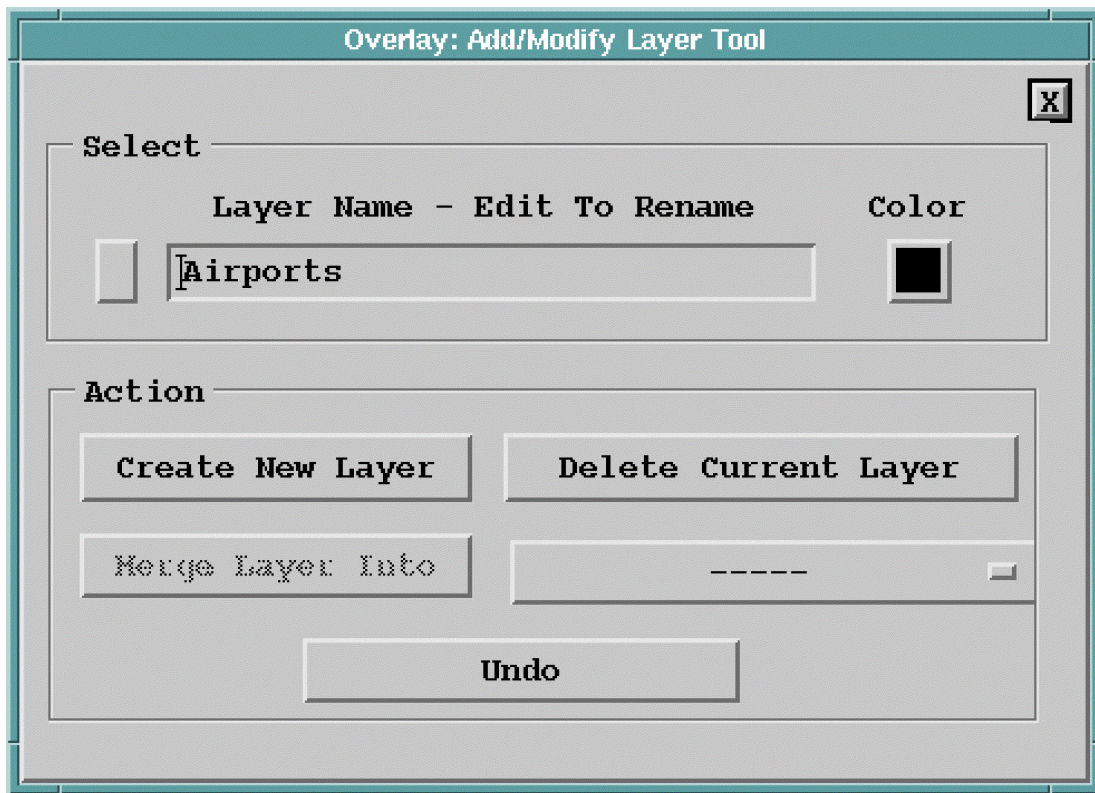 Overlay: Add/Modify Layer Tool
X
Select
Layer Name - Edit To Rename Color
Airports
Action
Create New Layer Delete Current Layer
Merge Layer Into -----
Undo